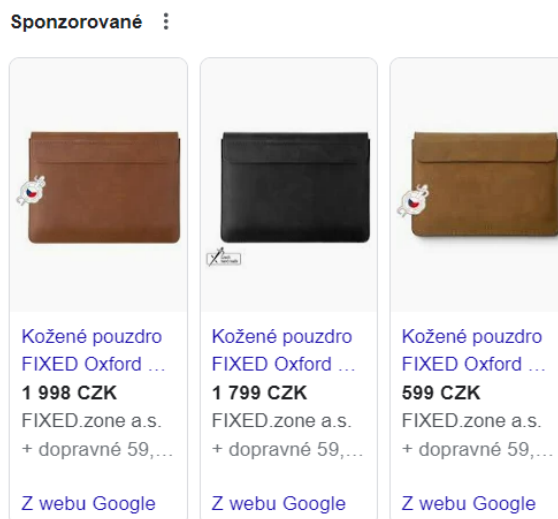 Sponzorované
Kožené pouzdro
FIXED Oxford ...
1 998 CZK
FIXED.zone a.s.
+ dopravné 59,...
Z webu Google
Kožené pouzdro
FIXED Oxford ...
1 799 CZK
FIXED.zone a.s.
+ dopravné 59,...
Z webu Google
Kožené pouzdro
FIXED Oxford ...
599 CZK
FIXED.zone a.s.
+ dopravné 59,...
Z webu Google